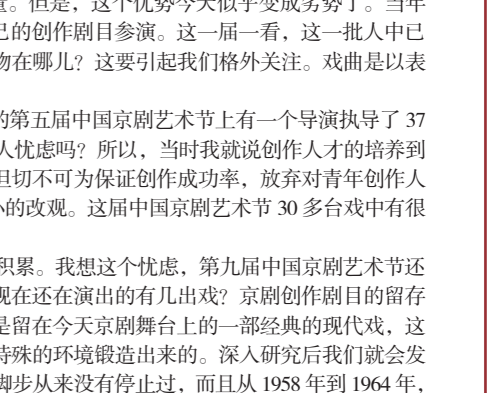 。但是，这个优势今天似乎变成劣势了。当年
己的创作剧目参演。这一届一看，这一批人中已
物在哪儿？这要引起我们格外关注。戏曲是以表
的第五届中国京剧艺术节上有一个导演执导了 37
人忧虑吗？所以，当时我就说创作人才的培养到
旦切不可为保证创作成功率，放弃对青年创作人
小的改观。这届中国京剧艺术节 30 多台戏中有很
积累。我想这个忧虑，第九届中国京剧艺术节还
现在还在演出的有几出戏？京剧创作剧目的留存
是留在今天京剧舞台上的一部经典的现代戏，这
特殊的环境锻造出来的。深入研究后我们就会发
脚步从来没有停止过，而且从 1958 年到 1964 年，